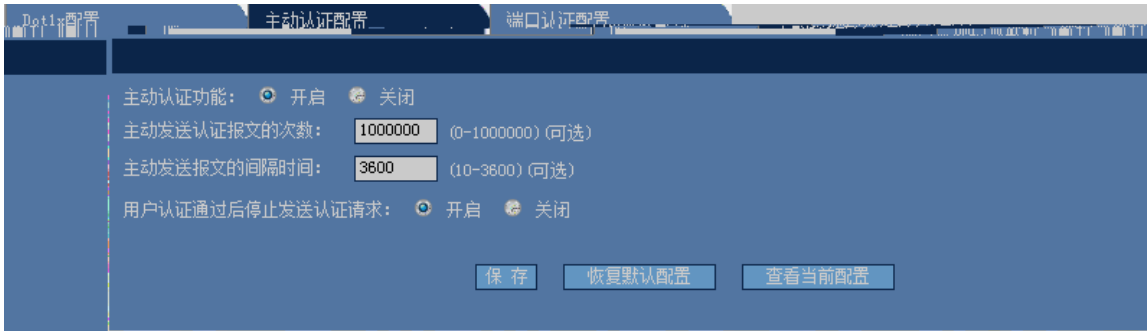 Dot1x配置 主动认证配置 端口认证配置
主动认证功能： 开启 关闭
主动发送认证报文的次数： 1000000 (0-1000000)(可选)
主动发送报文的间隔时间： 3600 (10-3600)(可选)
用户认证通过后停止发送认证请求： 开启 关闭
保 存 恢复默认配置 查看当前配置